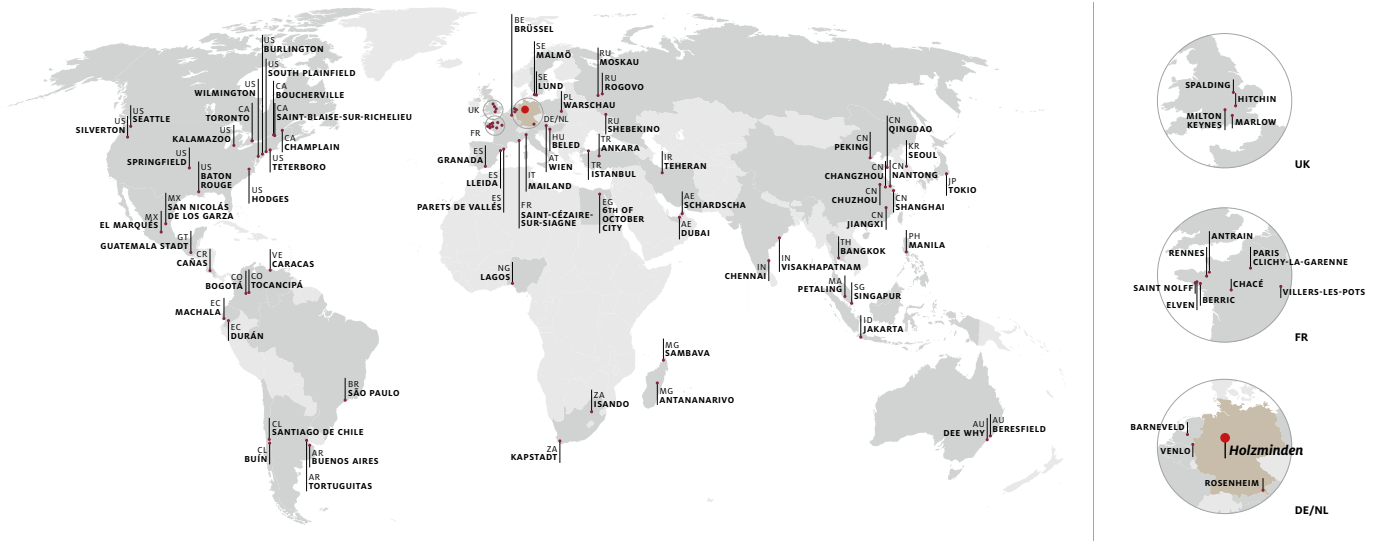 BE
BRÜSSEL
US
BURLINGTON
US
SOUTH PLAINFIELD
US
WILMINGTON
CA
BOUCHERVILLE
CA
TORONTO
CA
SAINT-BLAISE-SUR-RICHELIEU
US
SEATTLE
US
SILVERTON
US
KALAMAZOO
CA
CHAMPLAIN
US
SPRINGFIELD
US
TETERBORO
US
BATON
ROUGE
US
HODGES
MX
SAN NICOLÁS
DE LOS GARZA
MX
EL MARQUÉS
GT
GUATEMALA STADT
CR
CAÑAS
VE
CARACAS
CO
BOGOTÁ
CO
TOCANCIPÁ
EC
MACHALA
EC
DURÁN
BR
SÃO PAULO
CL
SANTIAGO DE CHILE
CL
BUÍN
AR
BUENOS AIRES
AR
TORTUGUITAS
SE
MALMÖ
SE
LUND
RU
MOSKAU
RU
ROGOVO
PL
WARSCHAU
UK
DE/NL
FR
RU
SHEBEKINO
HU
BELED
TR
ANKARA
ES
GRANADA
AT
WIEN
TR
ISTANBUL
IR
TEHERAN
ES
LLEIDA
IT
MAILAND
ES
PARETS DE VALLÉS
FR
SAINT-CÉZAIRE-
SUR-SIAGNE
EG
6TH OF
OCTOBER
CITY
AE
SCHARDSCHA
AE
DUBAI
NG
LAGOS
MG
SAMBAVA
MG
ANTANANARIVO
ZA
ISANDO
ZA
KAPSTADT
CN
QINGDAO
CN
PEKING
KR
SEOUL
CN
CHANGZHOU
CN
NANTONG
JP
TOKIO
CN
CHUZHOU
CN
SHANGHAI
CN
JIANGXI
TH
BANGKOK
PH
MANILA
IN
CHENNAI
IN
VISAKHAPATNAM
MA
PETALING
SG
SINGAPUR
ID
JAKARTA
AU
DEE WHY
AU
BERESFIELD
SPALDING
HITCHIN
MILTON
KEYNES
MARLOW
UK
ANTRAIN
RENNES
PARIS
CLICHY-LA-GARENNE
SAINT NOLFF
CHACÉ
VILLERS-LES-POTS
ELVEN
BERRIC
FR
BARNEVELD
VENLO
Holzminden
ROSENHEIM
DE/NL